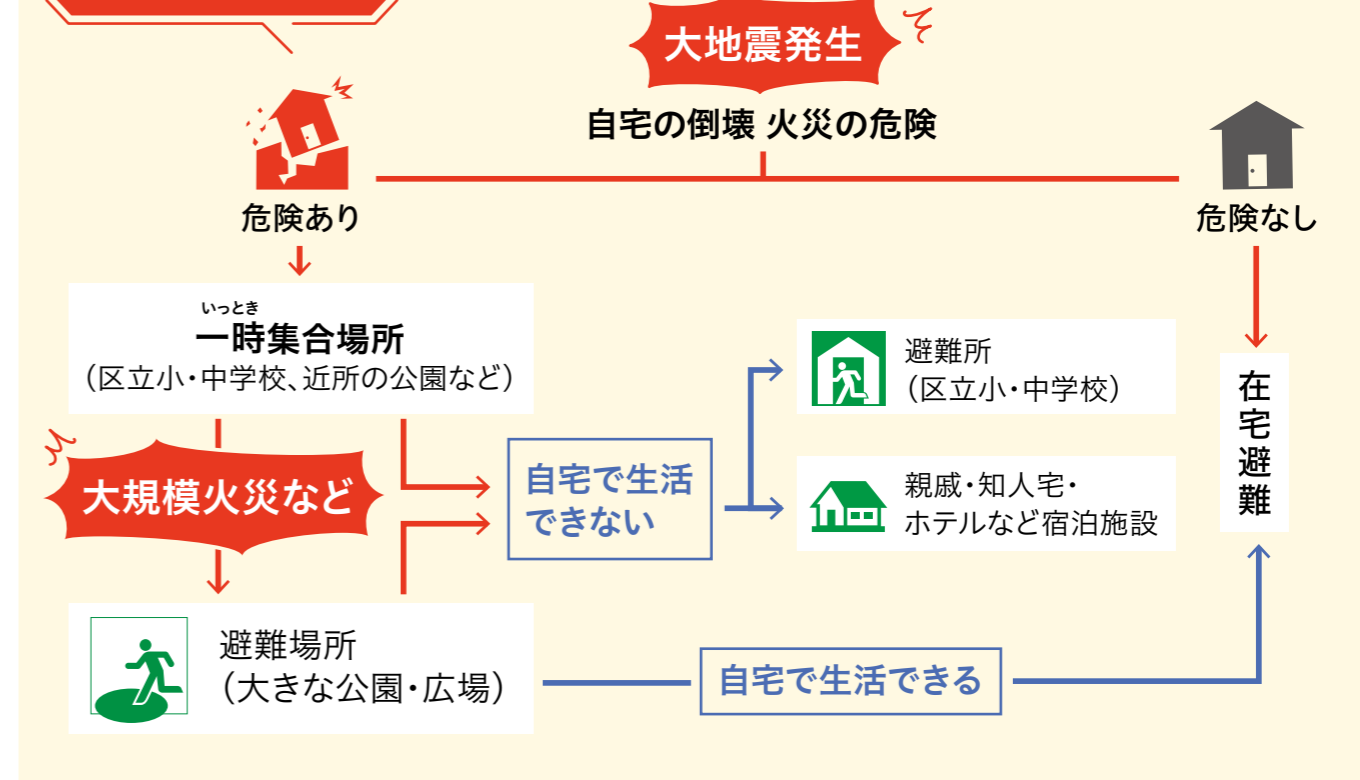 大地震発生
自宅の倒壊 火災の危険
危険あり
危険なし
いっとき
一時集合場所
（区立小・中学校、近所の公園など）
大規模火災など
避難場所
（大きな公園・広場）
自宅で生活
できない
避難所
（区立小・中学校）
親戚・知人宅・
ホテルなど宿泊施設
自宅で生活できる
在宅避難